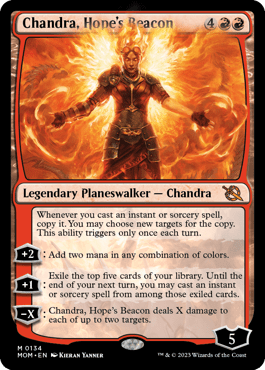 Chandra, Hope's Beacon 4
Legendary Planeswalker — Chandra
Whenever you cast an instant or sorcery spell,
copy it. You may choose new targets for the copy.
This ability triggers only once each turn.
+2: Add two mana in any combination of colors.
Exile the top five cards of your library. Until the
+1: end of your next turn, you may cast an instant
or sorcery spell from among those exiled cards.
−X: Chandra, Hope's Beacon deals X damage to
each of up to two targets.
5
M 0134
MOM • EN KIERAN YANNER ™ & © 2023 Wizards of the Coast